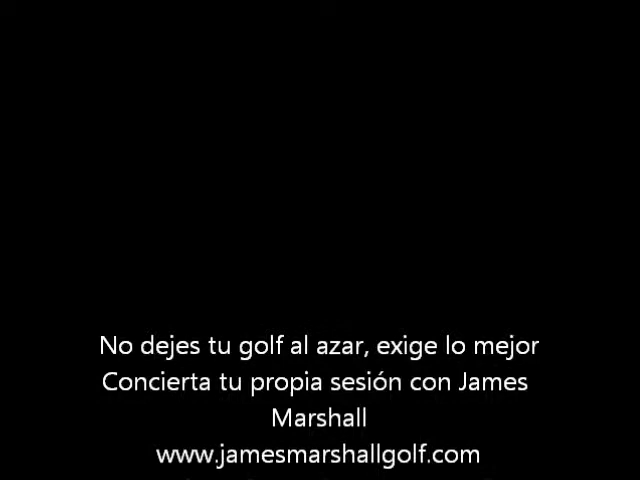 No dejes tu golf al azar, exige lo mejor
Concierta tu propia sesión con James
Marshall
www.jamesmarshallgolf.com